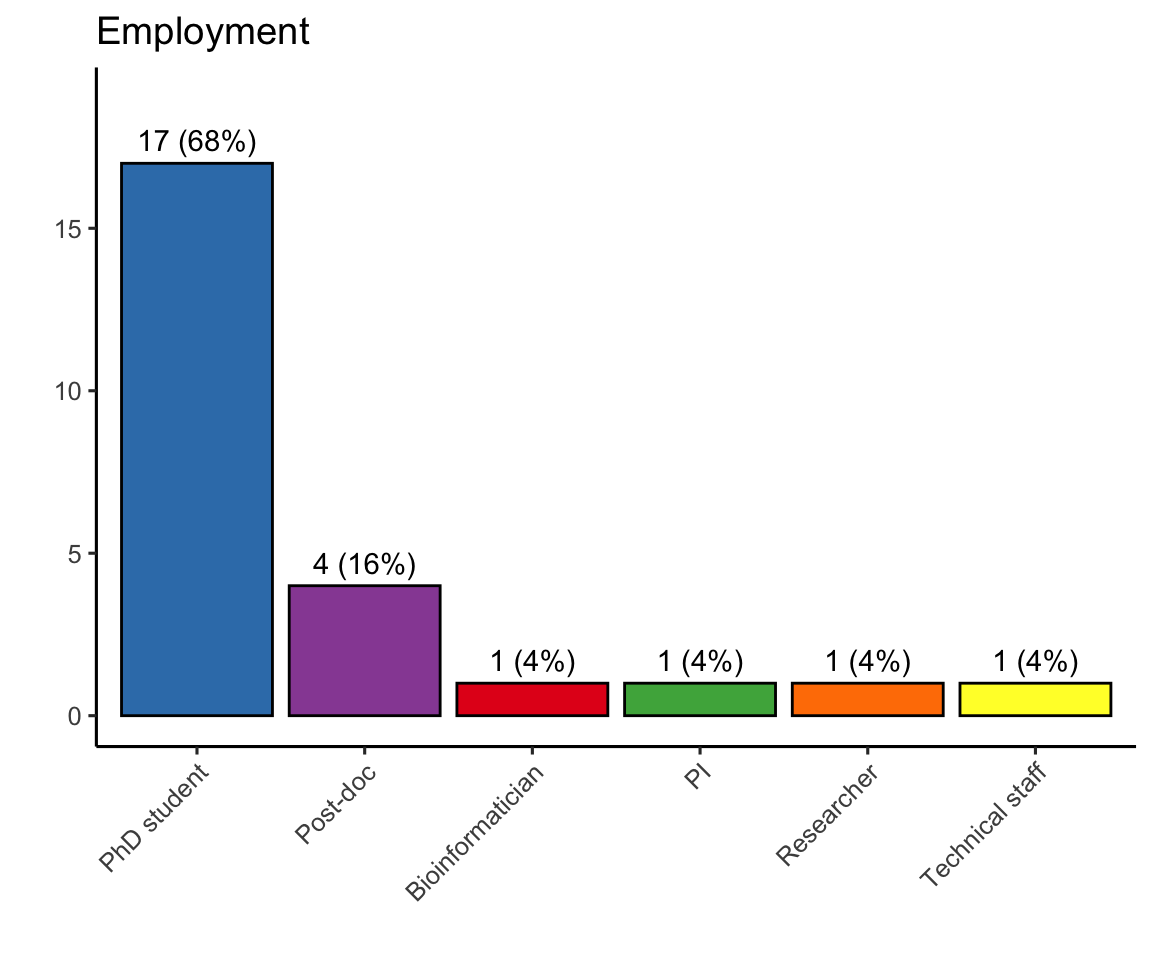 Employment
17 (68%)
15
10
5
4 (16%)
1 (4%)
1 (4%)
1 (4%)
1 (4%)
0
PhD student
Post-doc
Bioinformatician
PI
Researcher
Technical staff